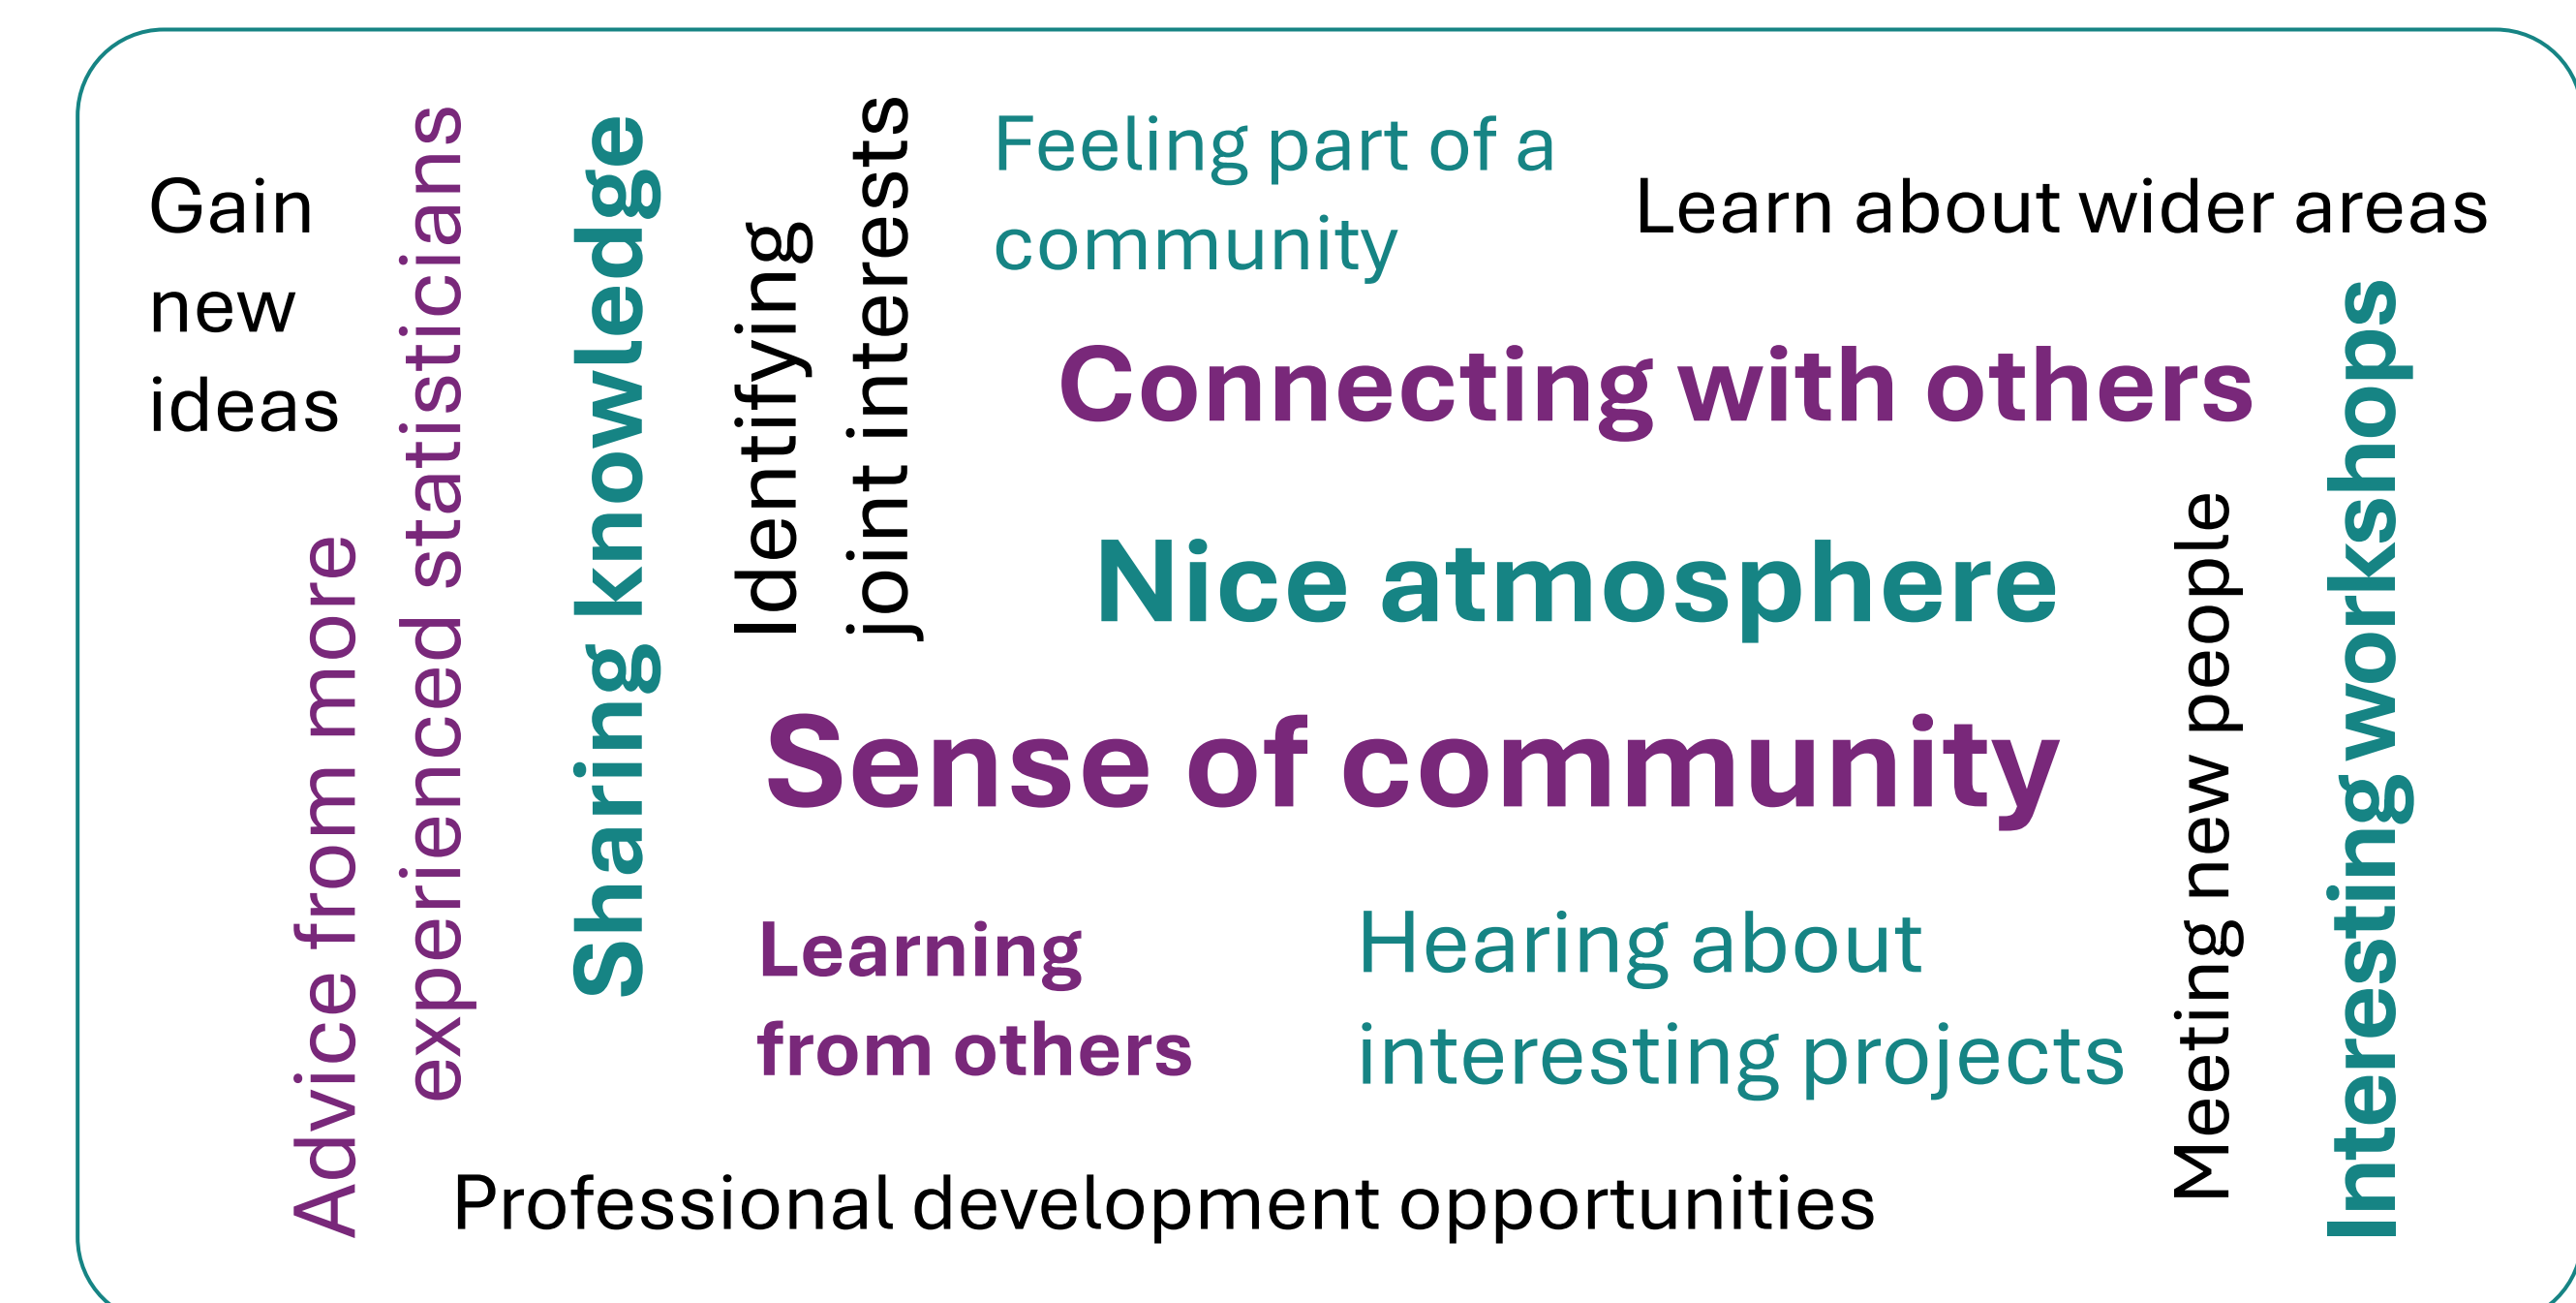 Gain
new
ideas
Advice from more
experienced statisticians
Sharing knowledge
Identifying
joint interests
Feeling part of a
community
Learn about wider areas
Connecting with others
Nice atmosphere
Sense of community
Learning
from others
Hearing about
interesting projects
Meeting new people
Interesting workshops
Professional development opportunities